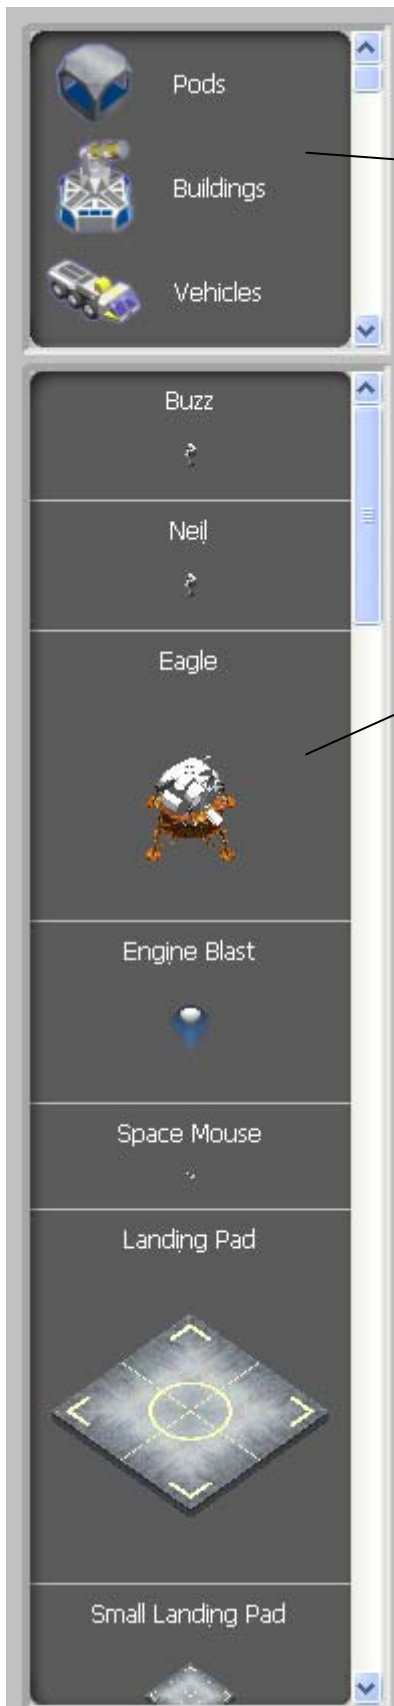 Pods
Buildings
Vehicles
Buzz
Neil
Eagle
Engine Blast
Space Mouse
Landing Pad
Small Landing Pad